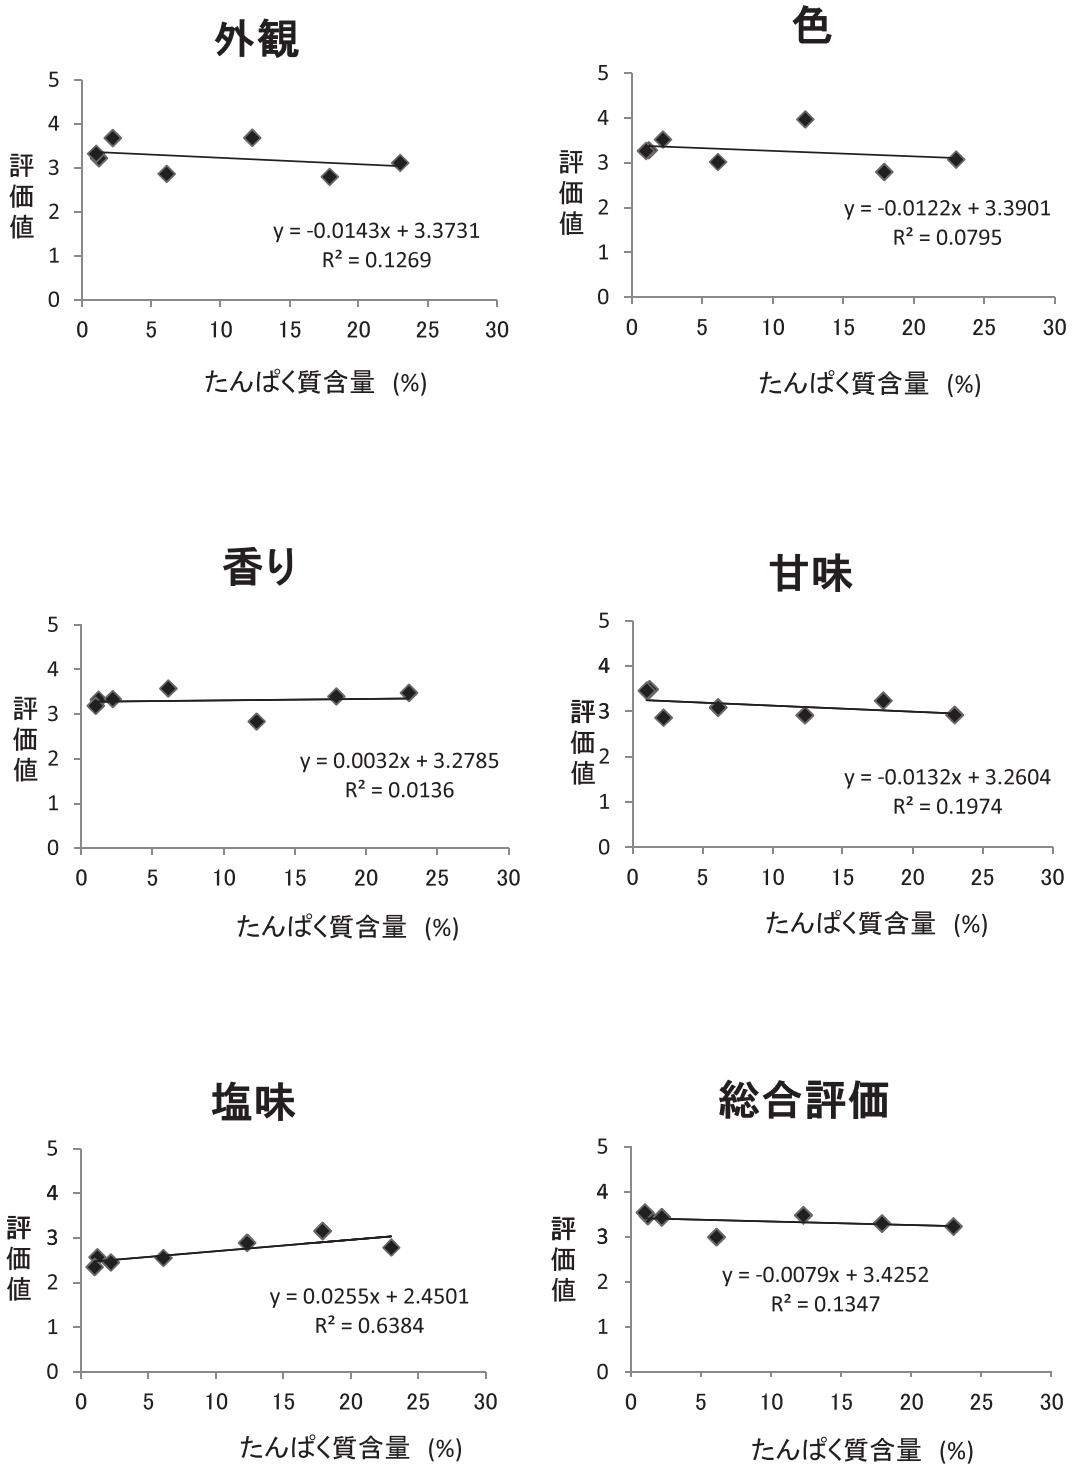 外観
5
4
3
2
1
0
評価値
y = -0.0143x + 3.3731
R² = 0.1269
0 5 10 15 20 25 30
たんぱく質含量 (%)
色
5
4
3
2
1
0
評価値
y = -0.0122x + 3.3901
R² = 0.0795
0 5 10 15 20 25 30
たんぱく質含量 (%)
香り
5
4
3
2
1
0
評価値
y = 0.0032x + 3.2785
R² = 0.0136
0 5 10 15 20 25 30
たんぱく質含量 (%)
甘味
5
4
3
2
1
0
評価値
y = -0.0132x + 3.2604
R² = 0.1974
0 5 10 15 20 25 30
たんぱく質含量 (%)
塩味
5
4
3
2
1
0
評価値
y = 0.0255x + 2.4501
R² = 0.6384
0 5 10 15 20 25 30
たんぱく質含量 (%)
総合評価
5
4
3
2
1
0
評価値
y = -0.0079x + 3.4252
R² = 0.1347
0 5 10 15 20 25 30
たんぱく質含量 (%)